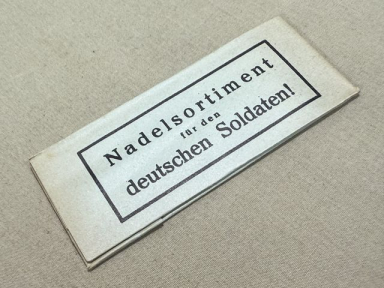 Nadelsortiment
für den
deutschen Soldaten!